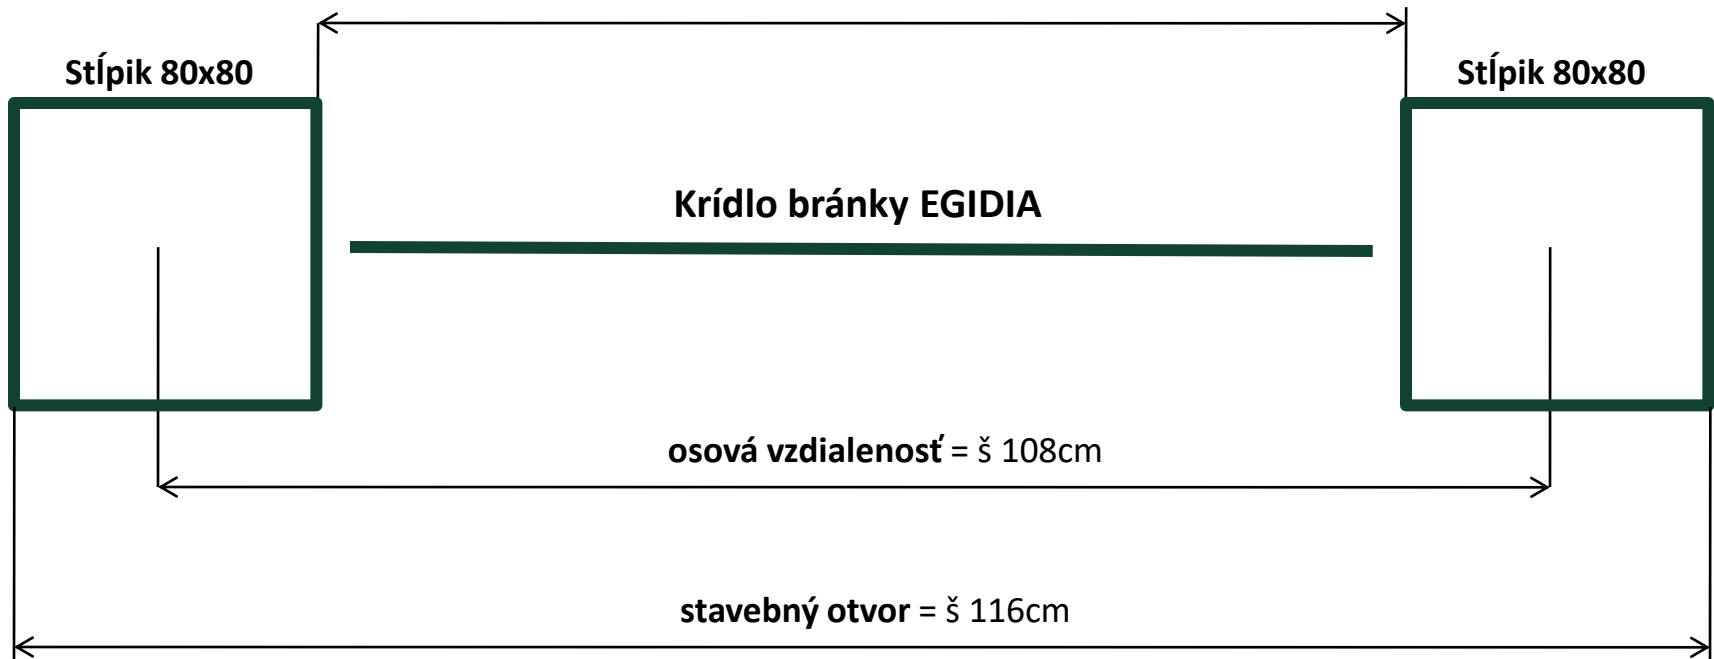 Stĺpik 80x80
Stĺpik 80x80
Krídlo bránky EGIDIA
osová vzdialenosť = š 108cm
stavebný otvor = š 116cm